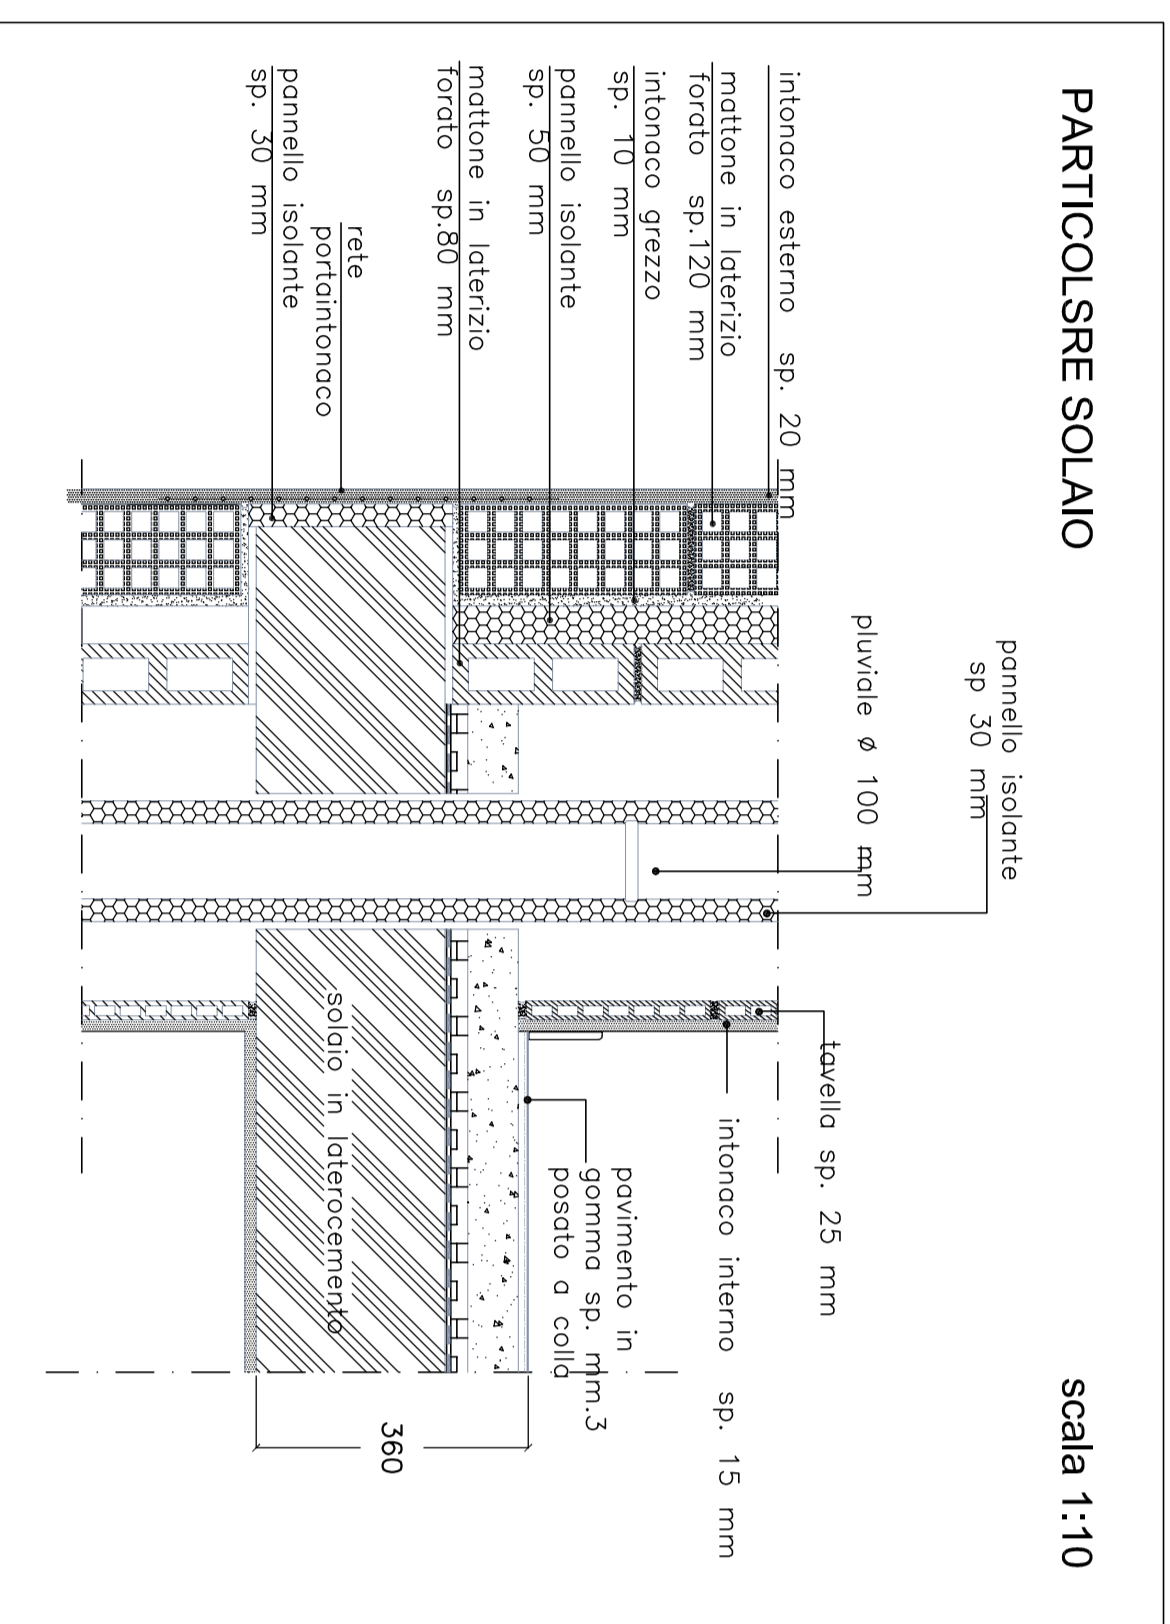 PARTICOLSRE SOLAIO
scala 1:10
pannello isolante
sp 30 mm
pluviale ø 100 mm
intonaco esterno sp. 20 mm
mattone in laterizio
forato sp.120 mm
intonaco grezzo
sp. 10 mm
pannello isolante
sp. 50 mm
mattone in laterizio
forato sp.80 mm
rete
portaintonaco
pannello isolante
sp. 30 mm
tavella sp. 25 mm
intonaco interno sp. 15 mm
pavimento in
gomma sp. mm.3
posato a colla
solaio in laterocemento
360